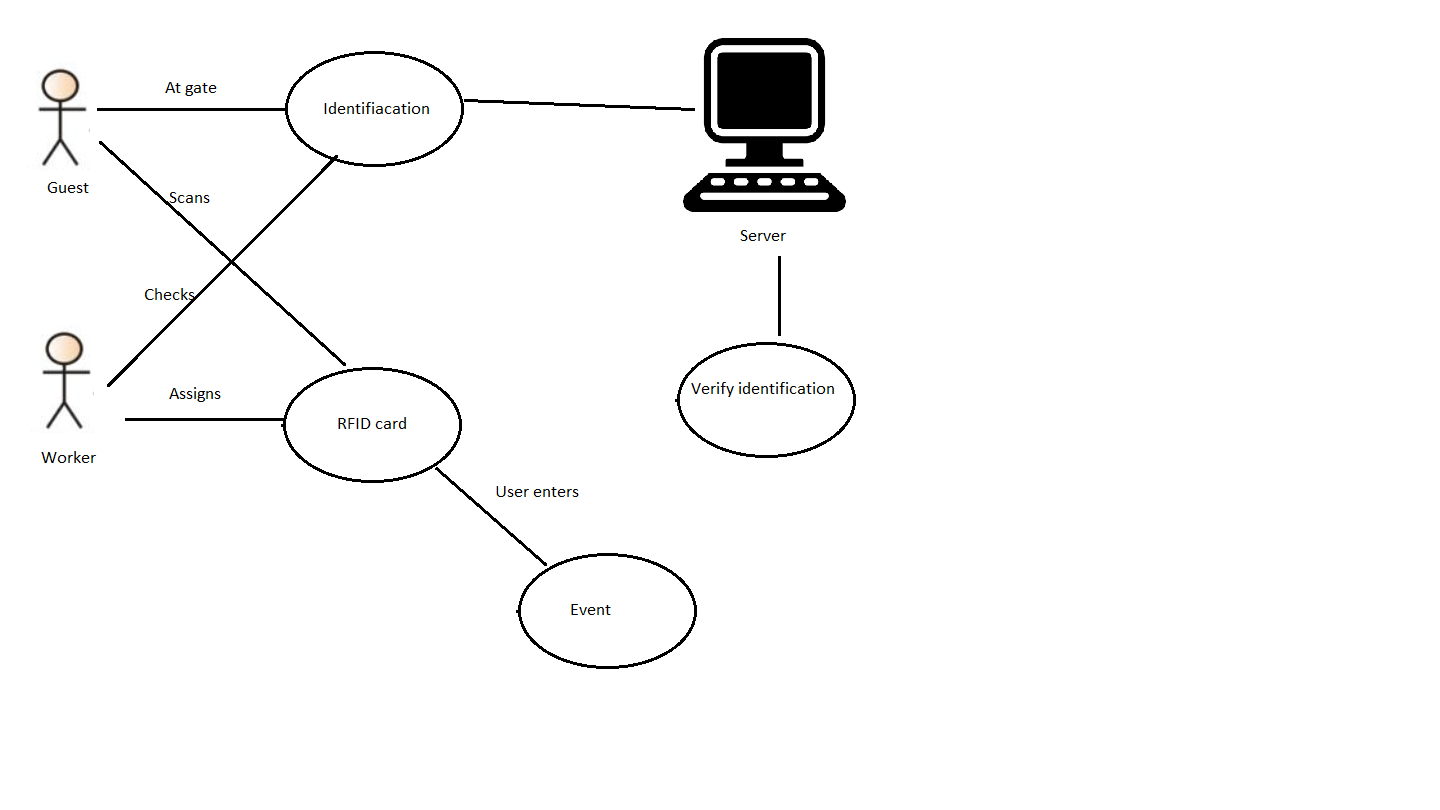 At gate
Identifiacation
Guest
Scans
Server
Checks
Assigns
Verify identification
RFID card
Worker
User enters
Event